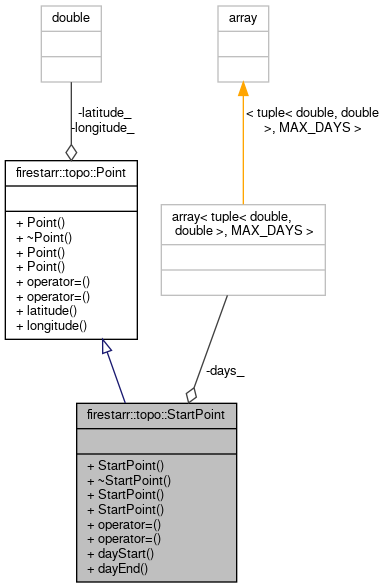 double
array
-latitude_
-longitude_
< tuple< double, double
>, MAX_DAYS >
firestarr::topo::Point
+ Point()
+ ~Point()
+ Point()
+ Point()
+ operator=()
+ operator=()
+ latitude()
+ longitude()
array< tuple< double,
double >, MAX_DAYS >
-days_
firestarr::topo::StartPoint
+ StartPoint()
+ ~StartPoint()
+ StartPoint()
+ StartPoint()
+ operator=()
+ operator=()
+ dayStart()
+ dayEnd()